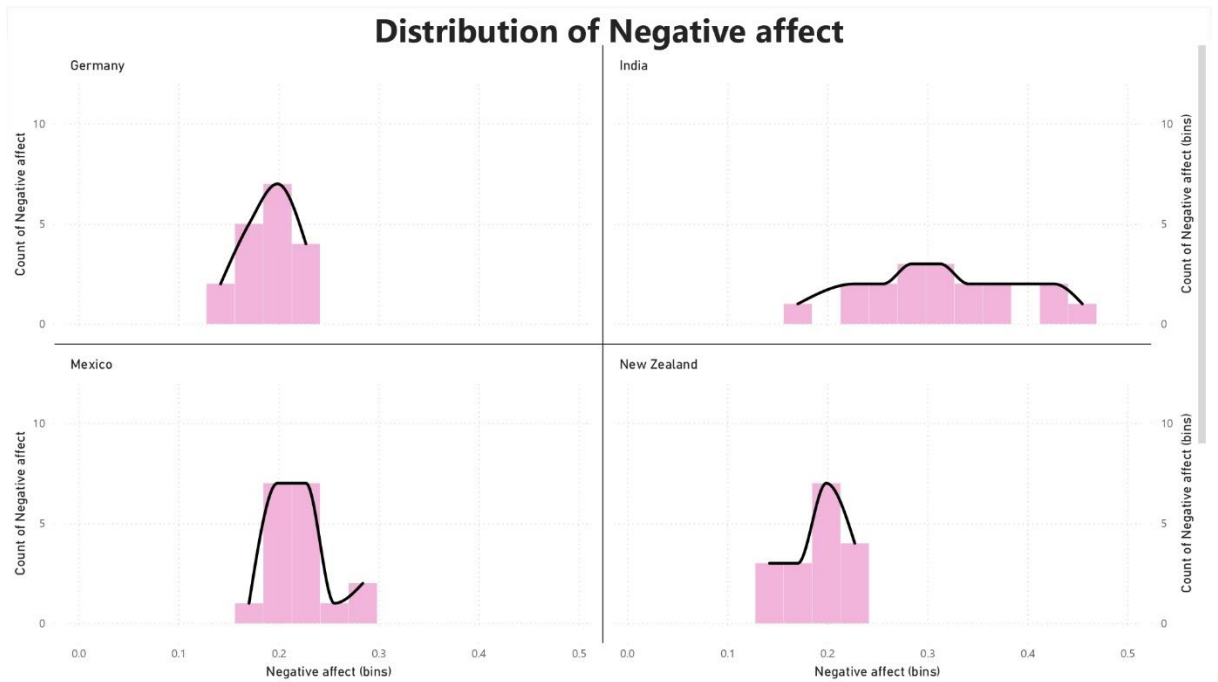 Distribution of Negative affect
Germany
India
10
5
0
Count of Negative affect
10
5
0
Count of Negative affect (bins)
Mexico
New Zealand
10
5
0
Count of Negative affect
10
5
0
Count of Negative affect (bins)
0.0 0.1 0.2 0.3 0.4 0.5
0.0 0.1 0.2 0.3 0.4 0.5
Negative affect (bins)
Negative affect (bins)